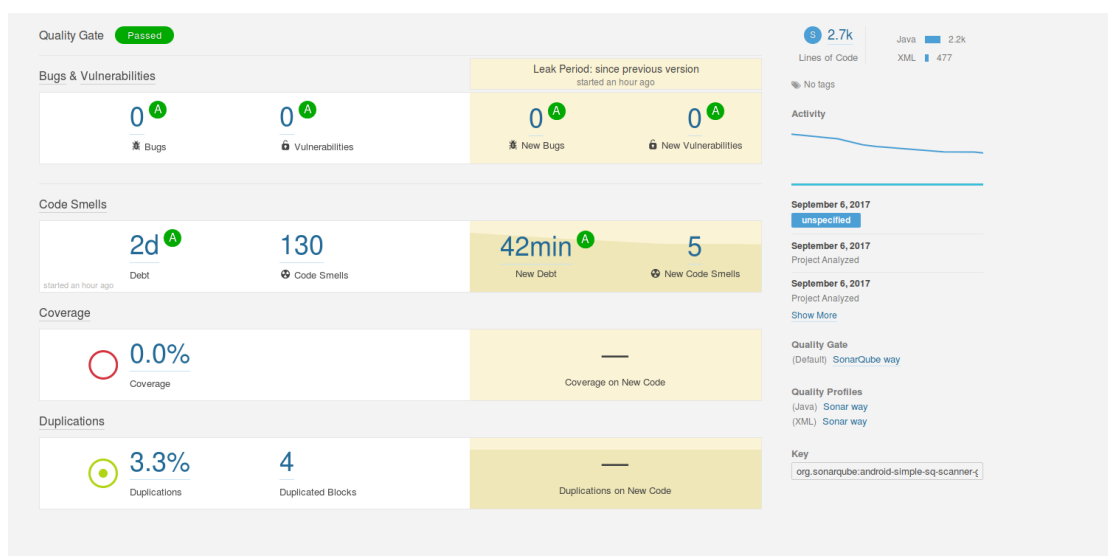 Quality Gate Passed
Bugs & Vulnerabilities
Leak Period: since previous version
started an hour ago
0 A
Bugs
0 A
Vulnerabilities
0 A
New Bugs
0 A
New Vulnerabilities
Code Smells
2d A
Debt
started an hour ago
130
Code Smells
42min A
New Debt
5
New Code Smells
Coverage
0.0%
Coverage
—
Coverage on New Code
Duplications
3.3%
Duplications
4
Duplicated Blocks
—
Duplications on New Code
S 2.7k
Lines of Code
Java 2.2k
XML 477
No tags
Activity
September 6, 2017
unspecified
September 6, 2017
Project Analyzed
September 6, 2017
Project Analyzed
Show More
Quality Gate
(Default) SonarQube way
Quality Profiles
(Java) Sonar way
(XML) Sonar way
Key
org.sonarqube:android-simple-sq-scanner-g